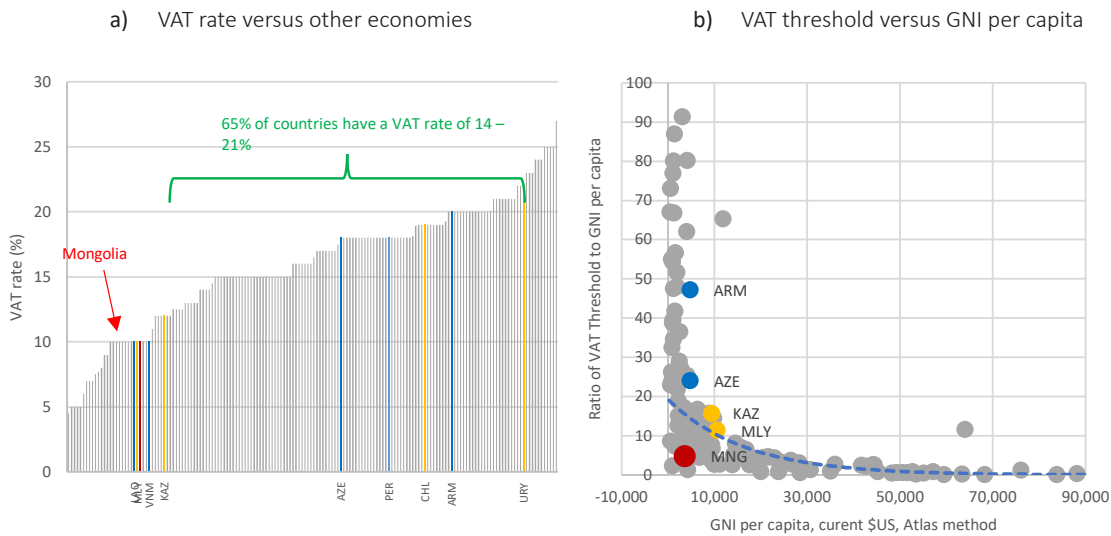 a) VAT rate versus other economies
30
25
20
15
10
5
0
VAT rate (%)
65% of countries have a VAT rate of 14 –
21%
Mongolia
VNM
KAZ
AZE
PER
CHL
ARM
URY
b) VAT threshold versus GNI per capita
100
90
80
70
60
50
40
30
20
10
0
Ratio of VAT Threshold to GNI per capita
ARM
AZE
KAZ
MLY
MNG
-10,000
10,000
30,000
50,000
70,000
90,000
GNI per capita, curent $US, Atlas method